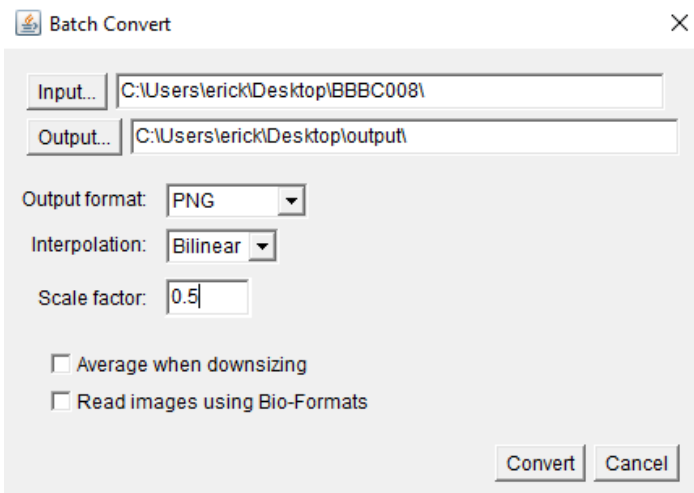 Batch Convert
Input... C:\Users\erick\Desktop\BBBC008\
Output... C:\Users\erick\Desktop\output\
Output format: PNG
Interpolation: Bilinear
Scale factor: 0.5
Average when downsizing
Read images using Bio-Formats
Convert Cancel